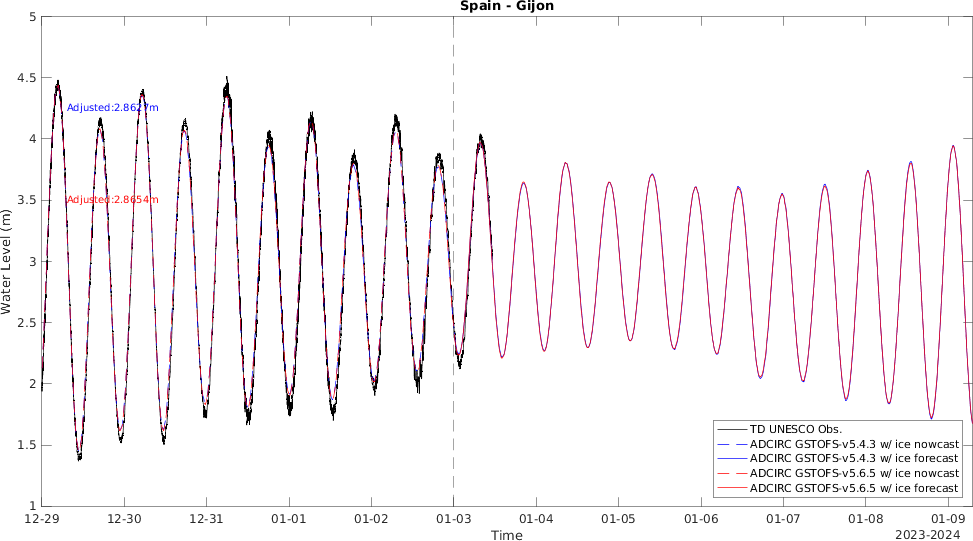 Spain - Gijon
5
4.5
4
3.5
3
2.5
2
1.5
1
Water Level (m)
Adjusted:2.8627m
Adjusted:2.8654m
TD UNESCO Obs.
ADCIRC GSTOFS-v5.4.3 w/ ice nowcast
ADCIRC GSTOFS-v5.4.3 w/ ice forecast
ADCIRC GSTOFS-v5.6.5 w/ ice nowcast
ADCIRC GSTOFS-v5.6.5 w/ ice forecast
12-29 12-30 12-31 01-01 01-02 01-03 01-04 01-05 01-06 01-07 01-08 01-09
Time
2023-2024